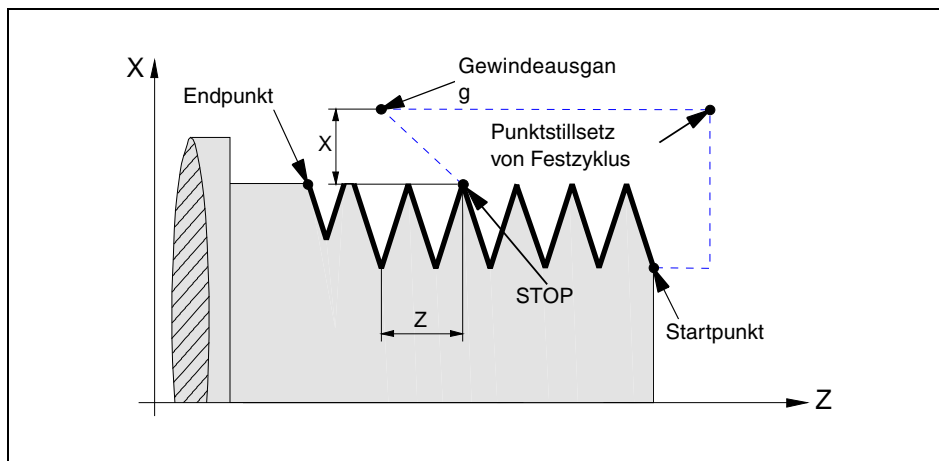 X
Gewindeausgan
g
Endpunkt
Punktstillsetz
von Festzyklus
X
STOP
Z
Startpunkt
Z